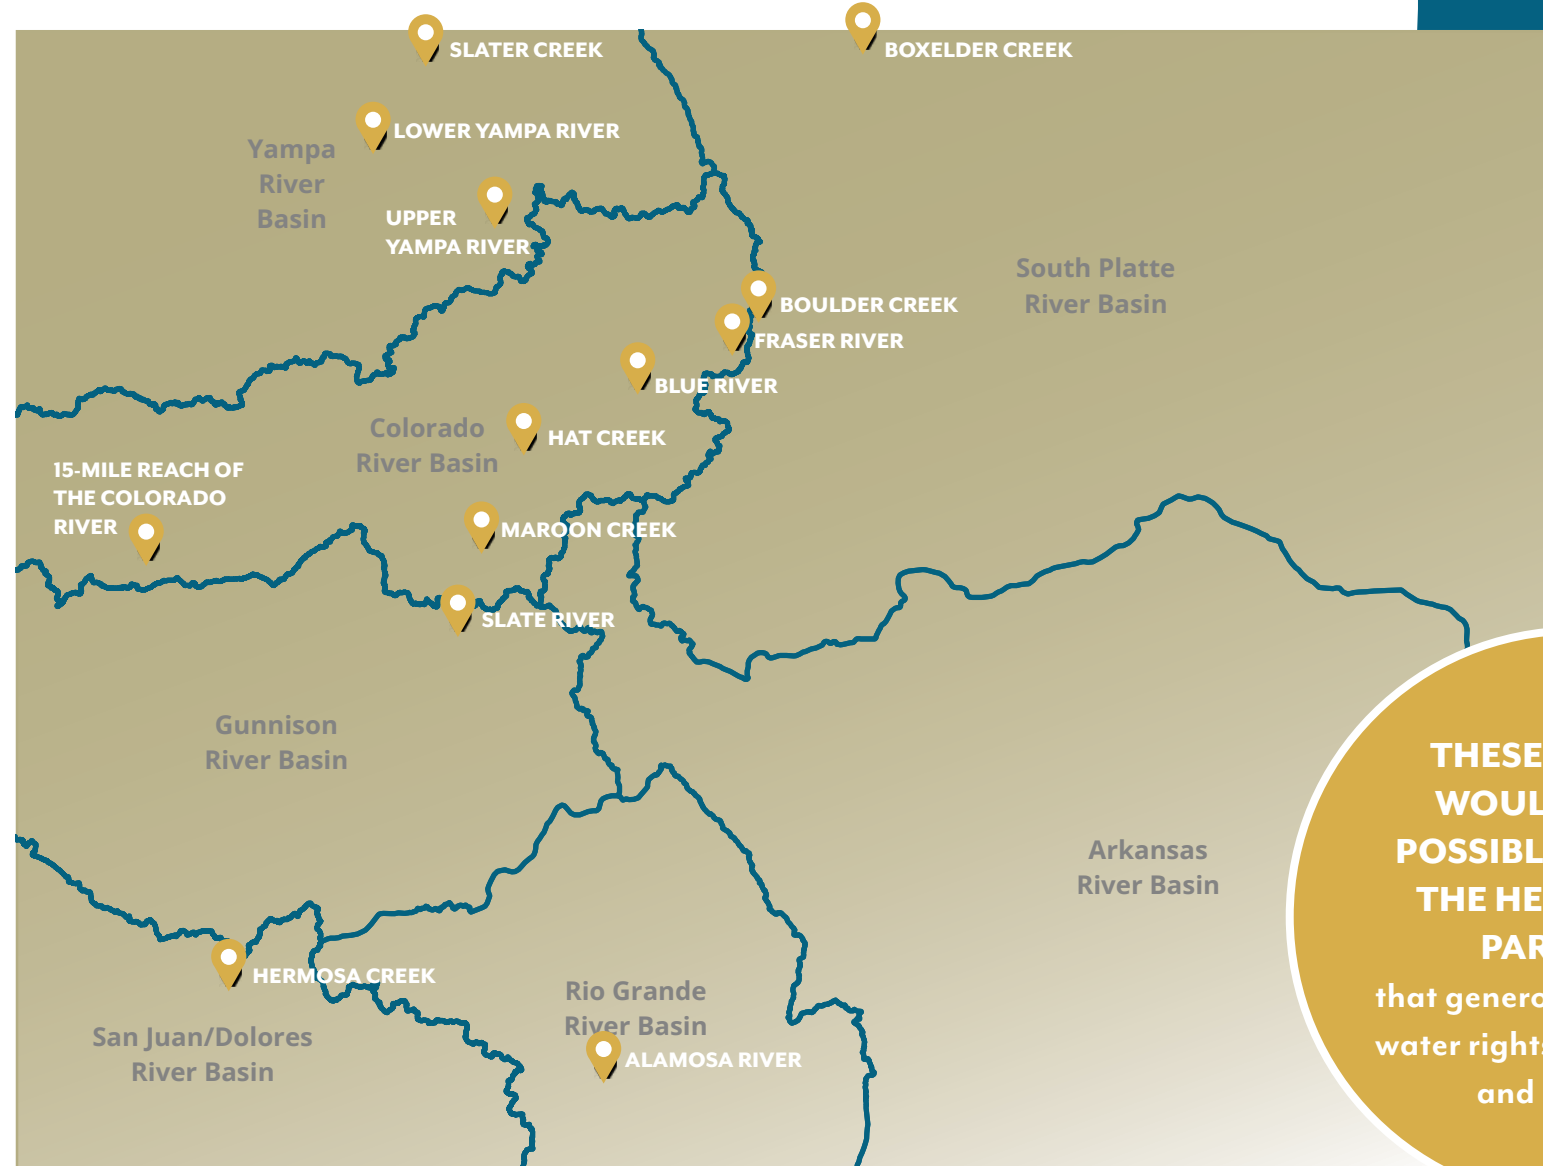 SLATER CREEK
BOXELDER CREEK
LOWER YAMPA RIVER
Yampa
River
Basin
UPPER
YAMPA RIVER
South Platte
River Basin
BOULDER CREEK
FRASER RIVER
BLUE RIVER
Colorado
River Basin
HAT CREEK
15-MILE REACH OF
THE COLORADO
RIVER
MAROON CREEK
SLATE RIVER
Gunnison
River Basin
Arkansas
River Basin
THESE
WOUL
POSSIBL
THE HE
PAR
that genero
water rights
and
HERMOSA CREEK
San Juan/Dolores
River Basin
Rio Grande
River Basin
ALAMOSA RIVER